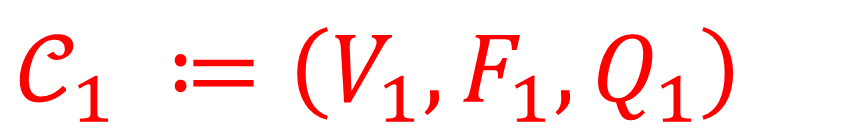 𝒞₁ := (V₁, F₁, Q₁)